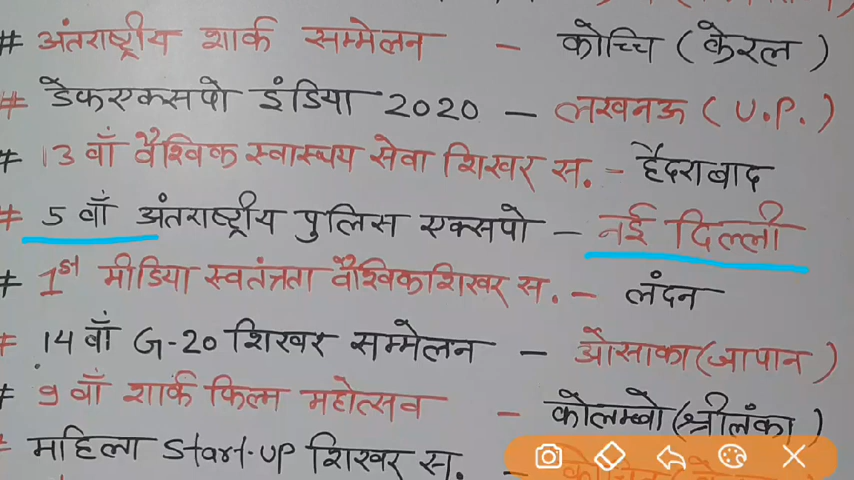 # अंतराष्ट्रीय शार्क सम्मेलन - कोच्चि (केरल)
# डैफएक्सपो इंडिया 2020 - लखनऊ (U.P.)
# 13 वाँ वैश्विक स्वास्थय सेवा शिखर स. - हैदराबाद
# 5 वाँ अंतराष्ट्रीय पुलिस एक्सपो - नई दिल्ली
# 1st मीडिया स्वतंत्रता वैश्विक शिखर स. - लंदन
# 14 वाँ G-20 शिखर सम्मेलन - ओसाका (जापान)
# 9 वाँ शार्क फिल्म महोत्सव - कोलम्बो (श्रीलंका)
# महिला Start-up शिखर स. -